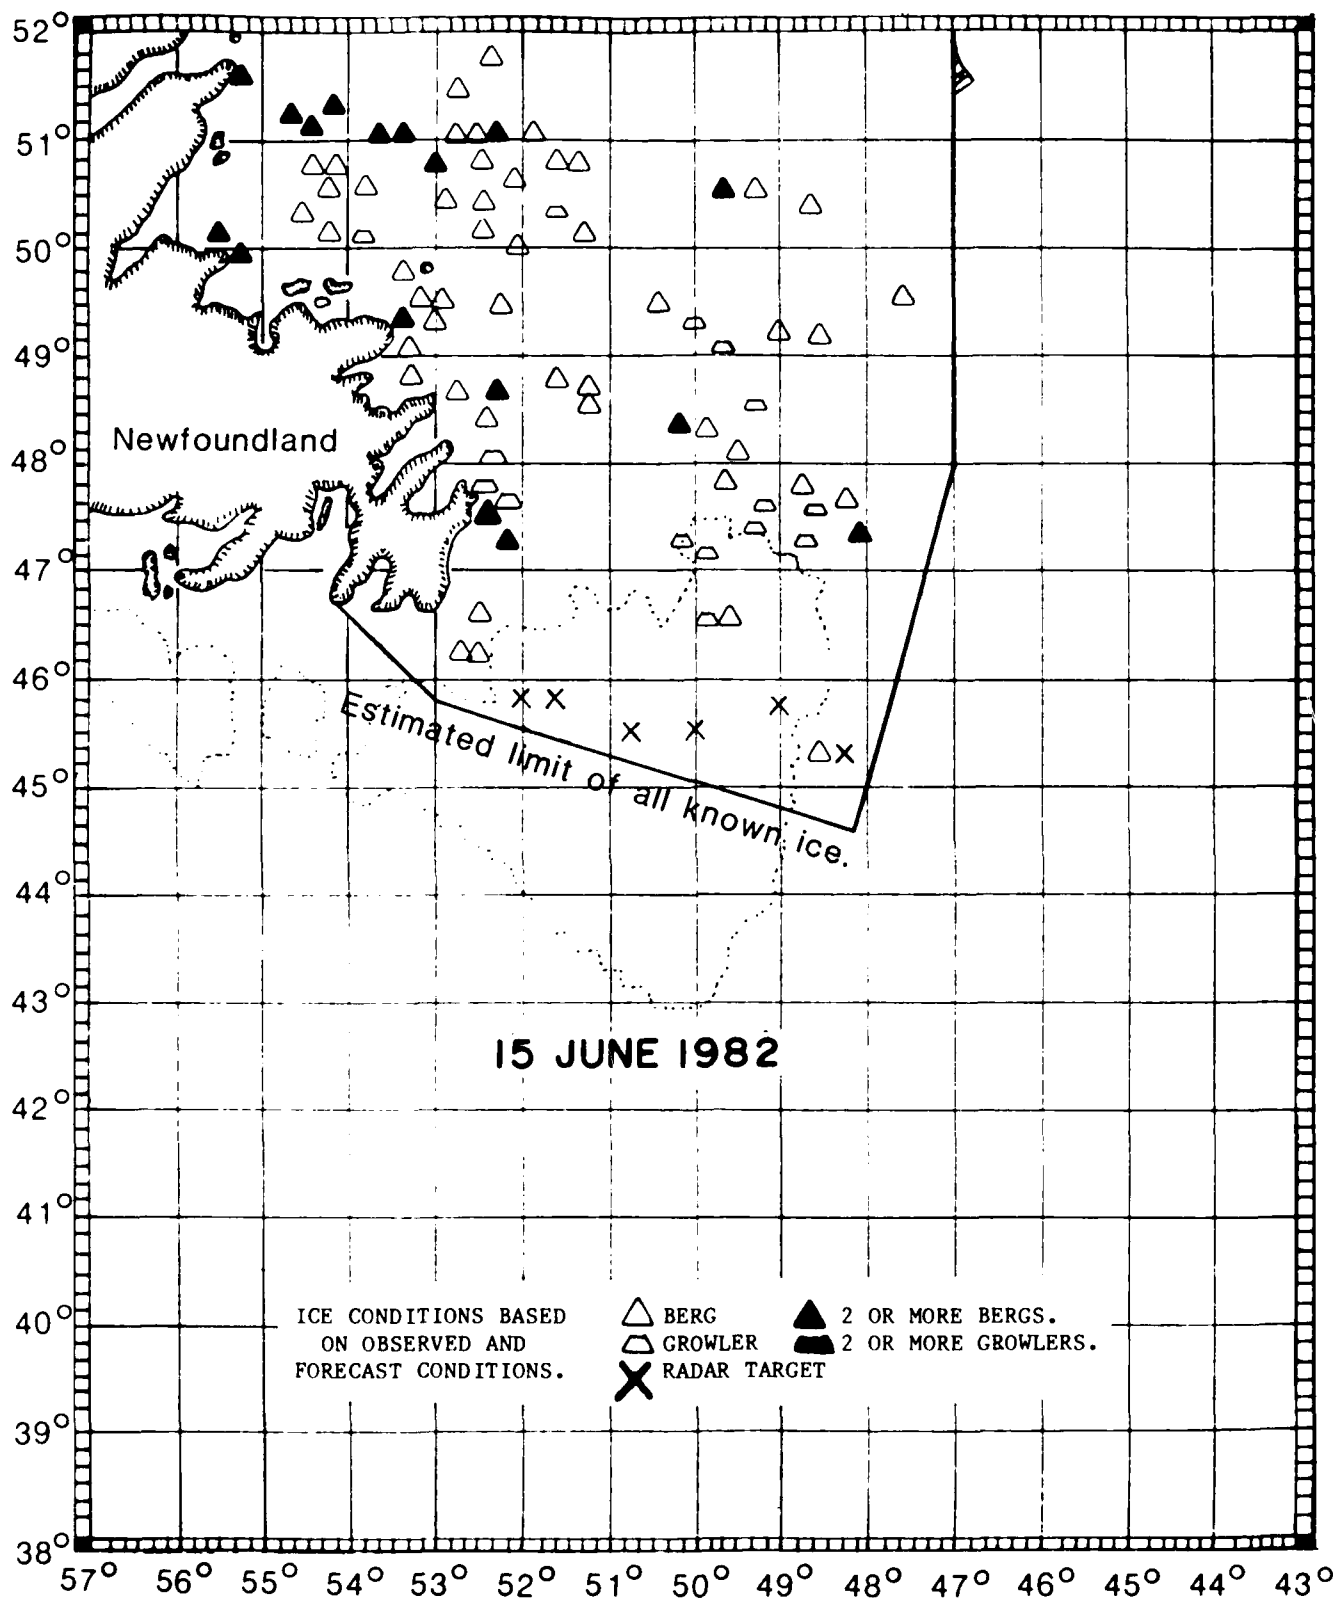 52°
51°
50°
49°
48°
47°
46°
45°
44°
43°
42°
41°
40°
39°
38°
Newfoundland
Estimated limit of all known ice.
15 JUNE 1982
ICE CONDITIONS BASED
ON OBSERVED AND
FORECAST CONDITIONS.
BERG
GROWLER
RADAR TARGET
2 OR MORE BERGS.
2 OR MORE GROWLERS.
57° 56° 55° 54° 53° 52° 51° 50° 49° 48° 47° 46° 45° 44° 43°